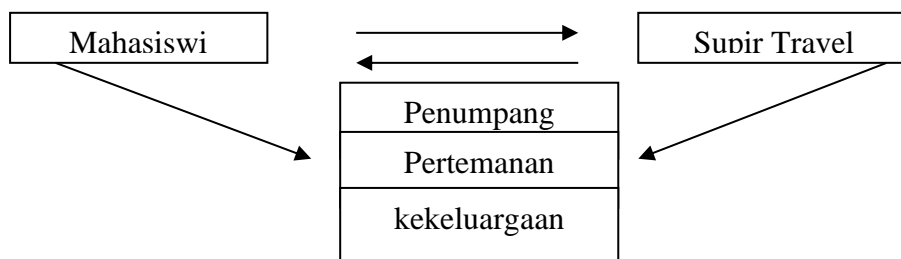 Mahasiswi
Supir Travel
Penumpang
Pertemanan
kekeluargaan